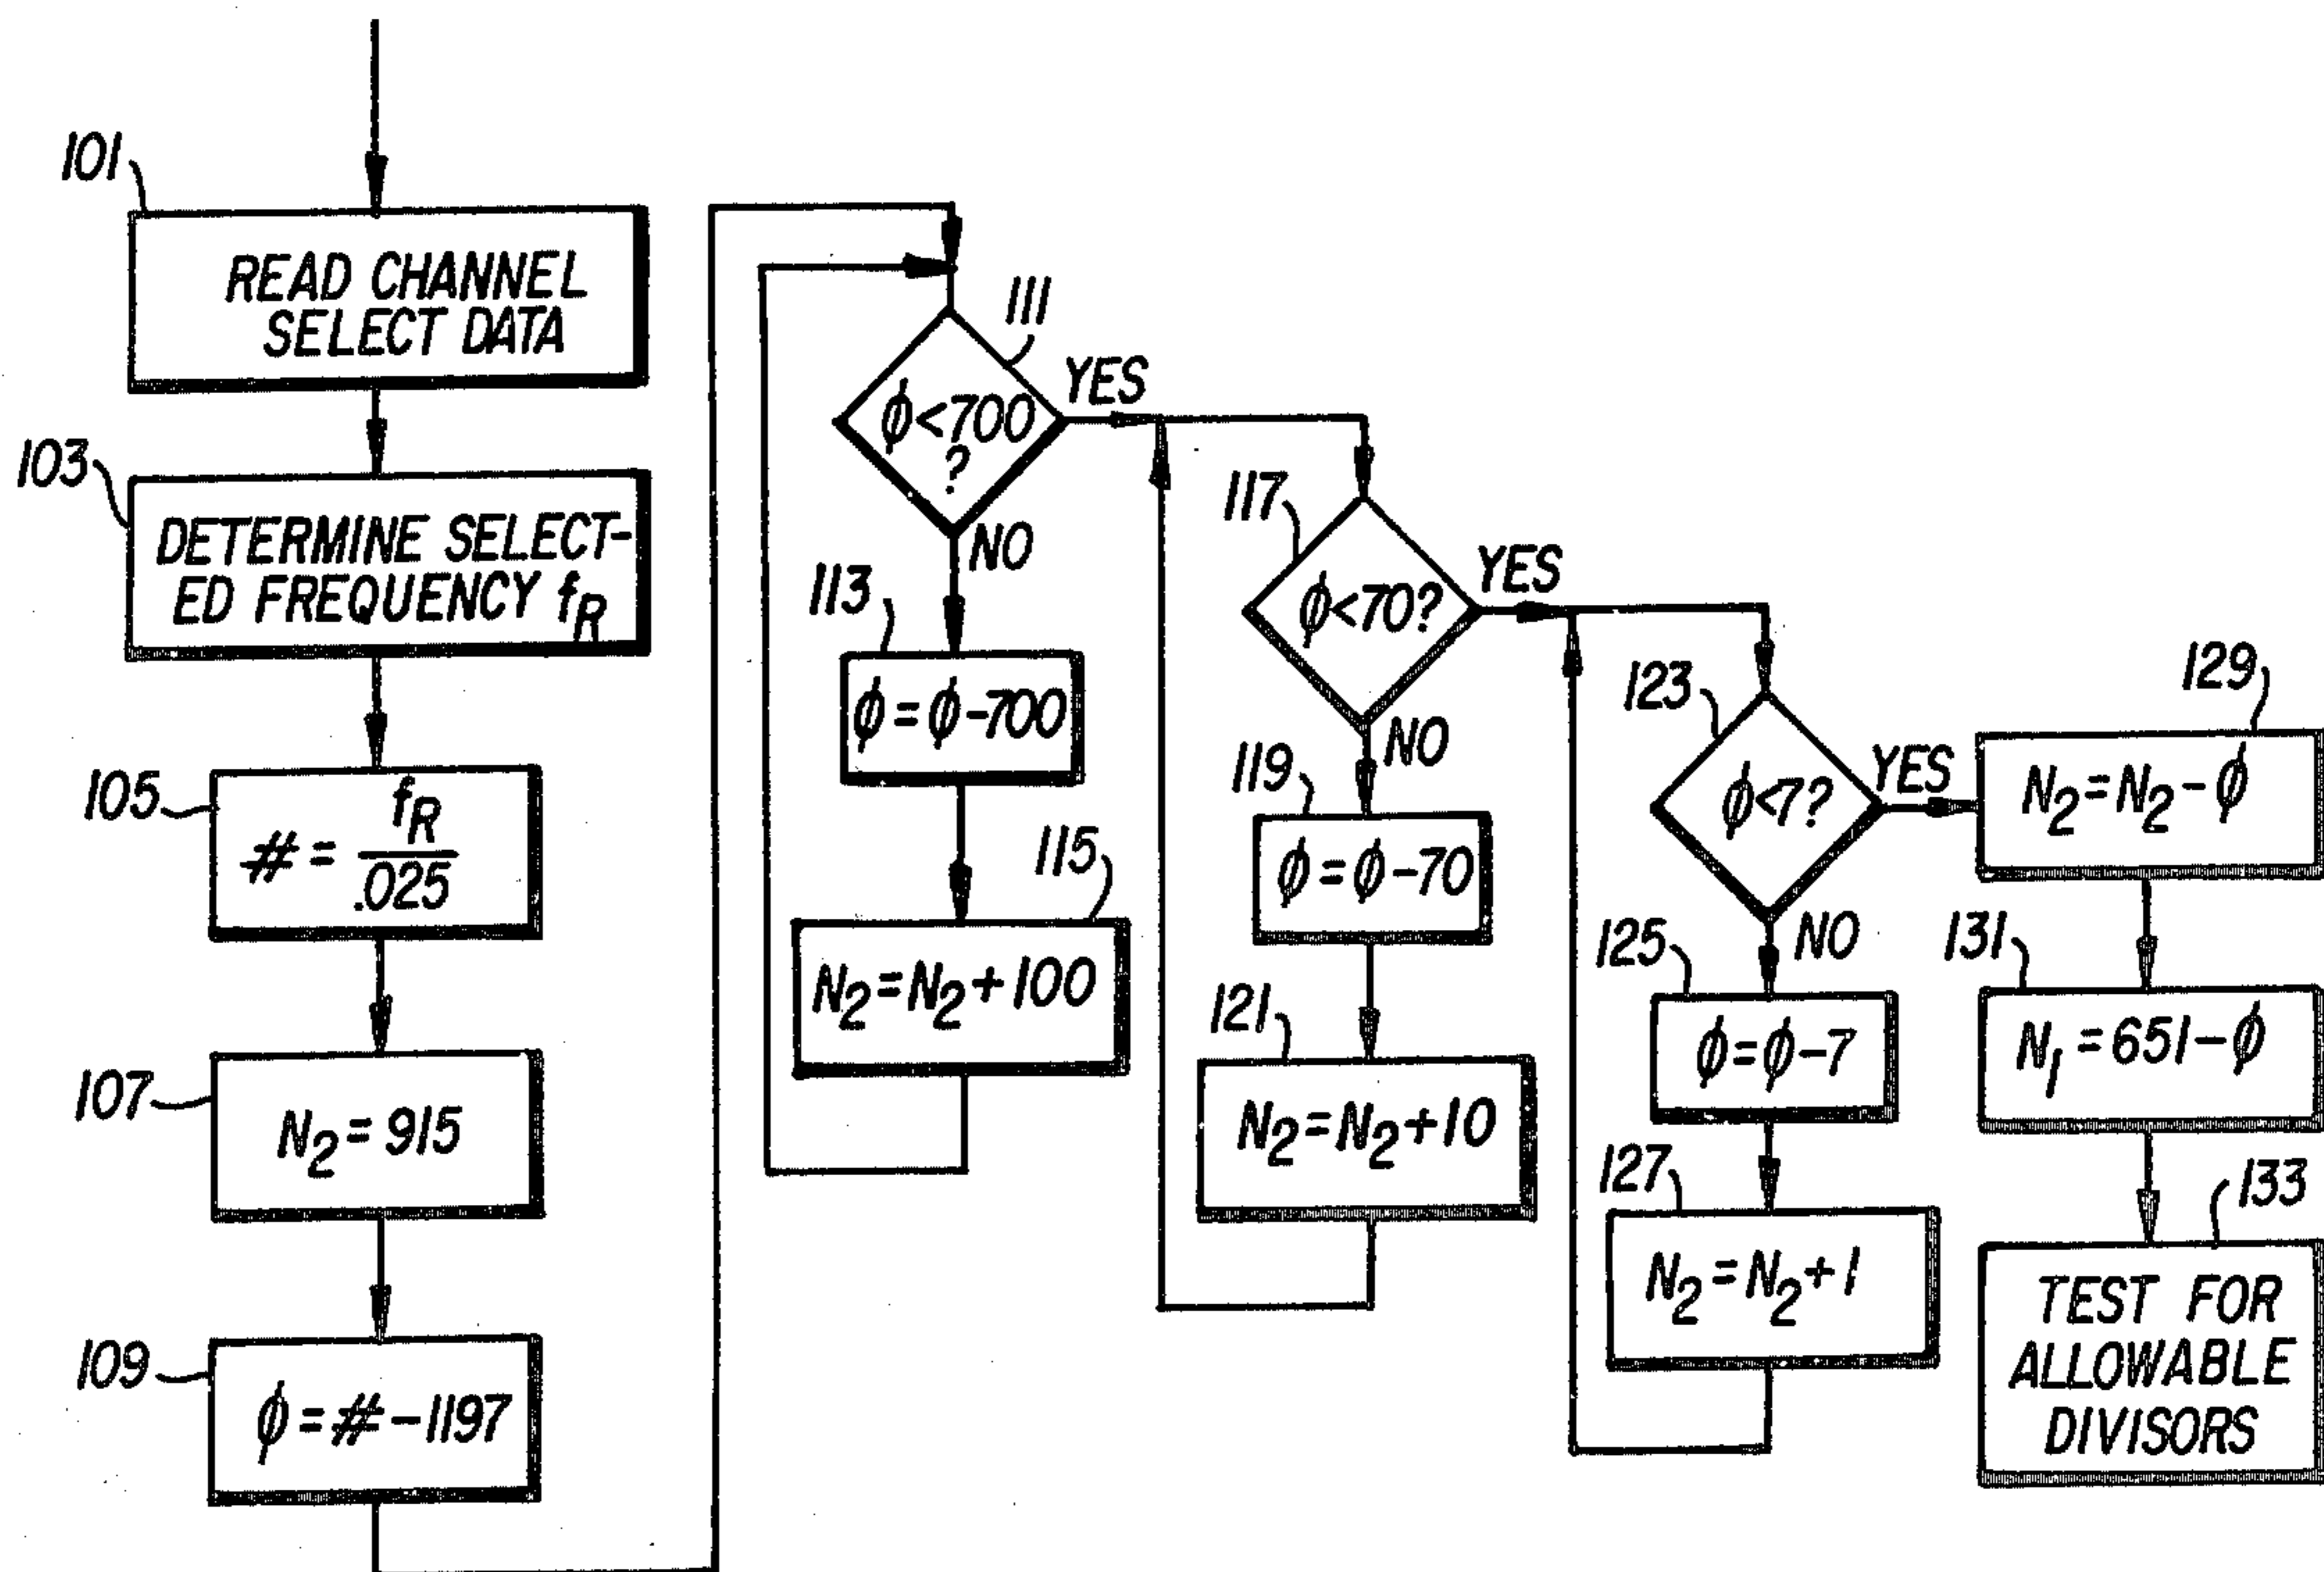 101
READ CHANNEL
SELECT DATA
103
DETERMINE SELECT-
ED FREQUENCY fR
105
# = fR
.025
107
N2 = 915
109
ϕ = # - 1197
111
ϕ<700
?
YES
NO
113
ϕ = ϕ - 700
115
N2 = N2 + 100
117
ϕ<70?
YES
NO
119
ϕ = ϕ - 70
121
N2 = N2 + 10
123
ϕ<7?
YES
NO
125
ϕ = ϕ - 7
127
N2 = N2 + 1
129
N2 = N2 - ϕ
131
N1 = 651 - ϕ
133
TEST FOR
ALLOWABLE
DIVISORS